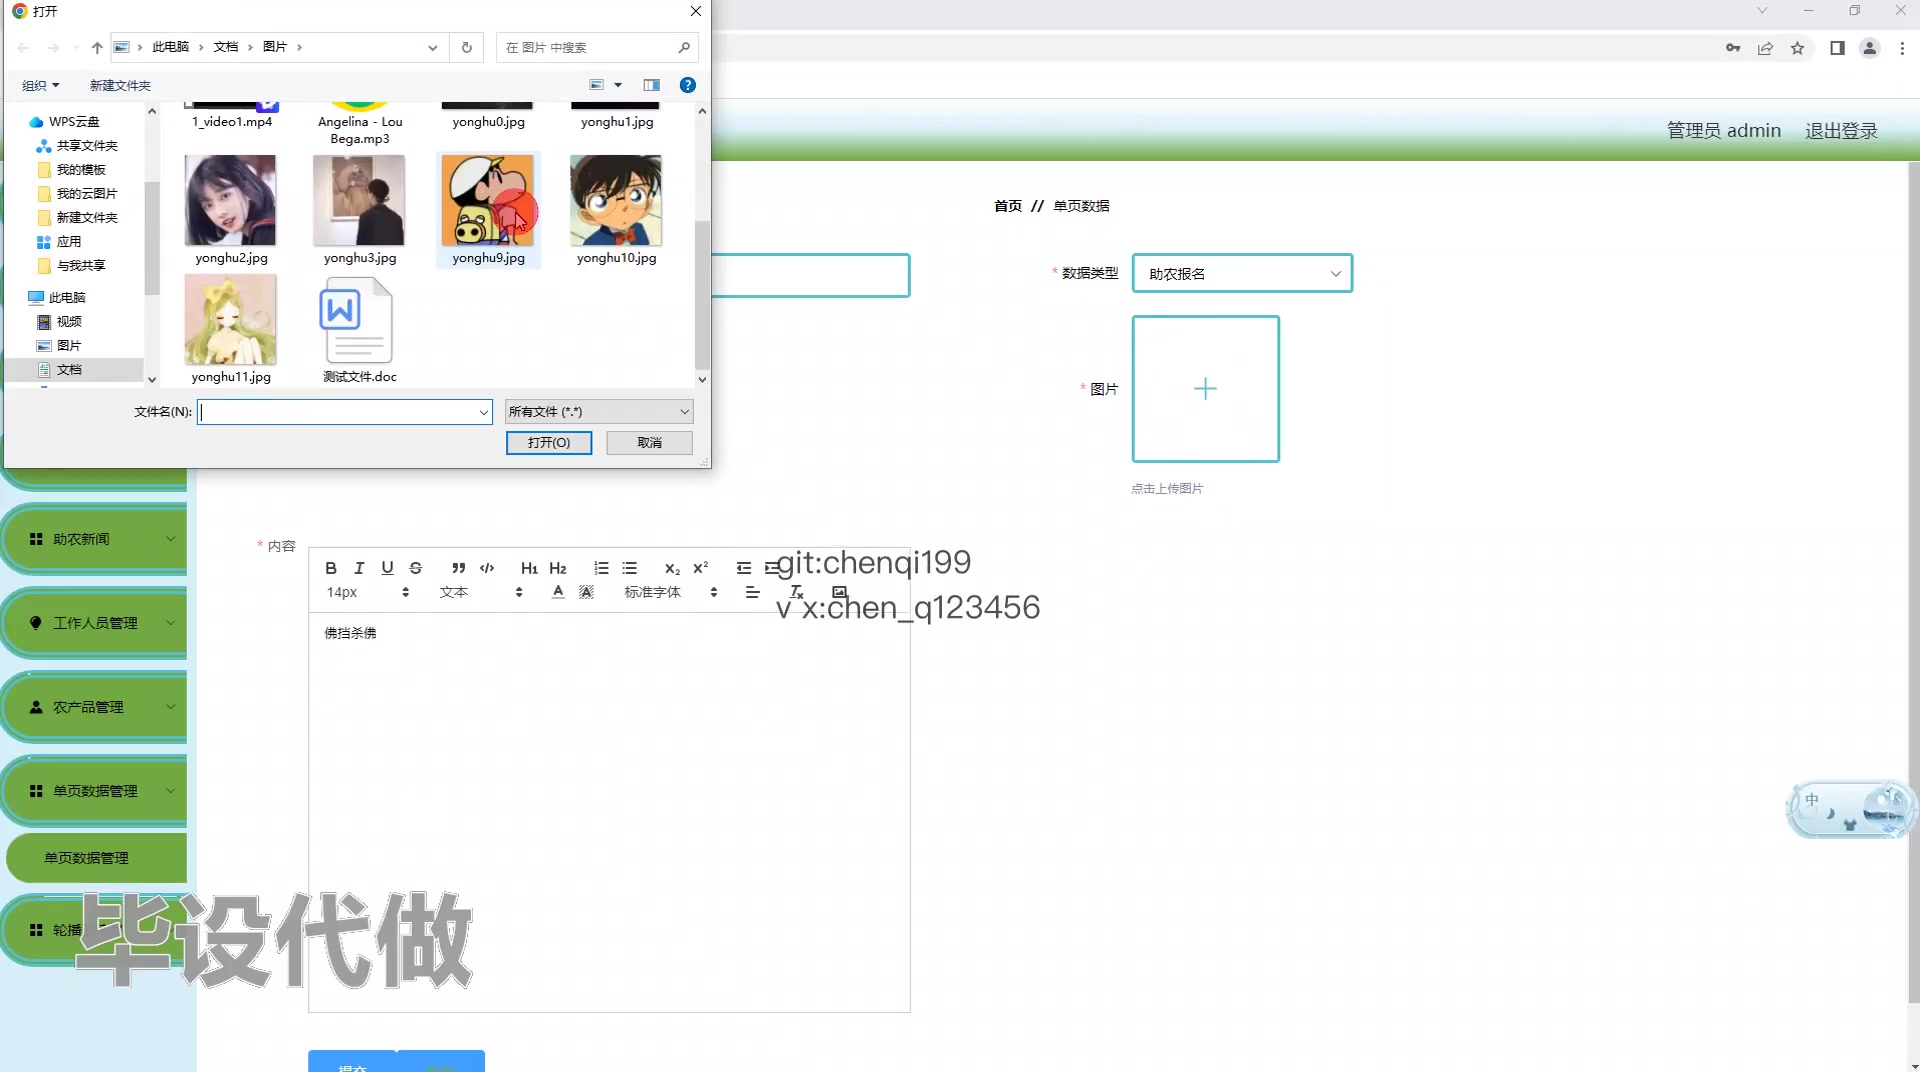 打开
此电脑 文档 图片
在 图片 中搜索
组织 新建文件夹
WPS云盘
共享文件夹
我的模板
我的云图片
新建文件夹
应用
与我共享
此电脑
视频
图片
文档
1_video1.mp4
Angelina - Lou Bega.mp3
yonghu0.jpg
yonghu1.jpg
yonghu2.jpg
yonghu3.jpg
yonghu9.jpg
yonghu10.jpg
yonghu11.jpg
测试文件.doc
文件名(N):
所有文件 (*.*)
打开(O) 取消
管理员 admin 退出登录
首页 // 单页数据
* 数据类型 助农报名
* 图片
点击上传图片
助农新闻
工作人员管理
农产品管理
单页数据管理
单页数据管理
轮播
* 内容
B I U S H1 H2 X2 X2
14px 文本 A A 标准字体 Tx
佛挡杀佛
git:chenqi199
v x:chen_q123456
中
毕设代做
提交